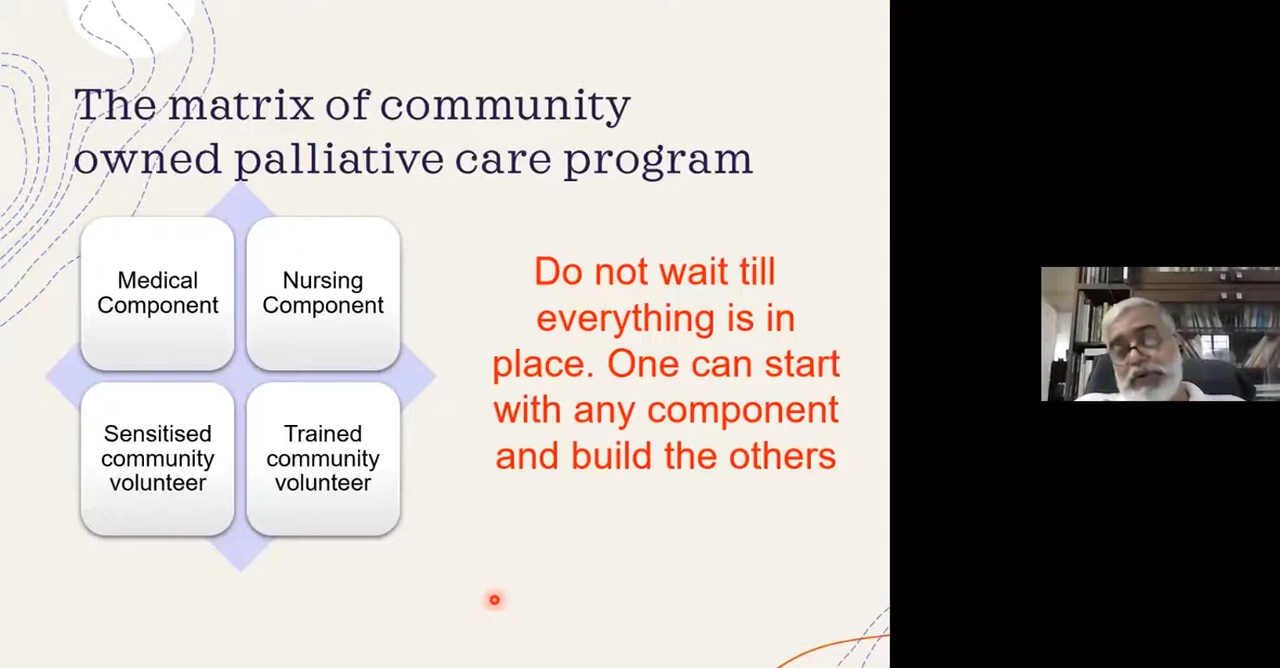 The matrix of community
owned palliative care program
Medical
Component
Nursing
Component
Sensitised
community
volunteer
Trained
community
volunteer
Do not wait till
everything is in
place. One can start
with any component
and build the others